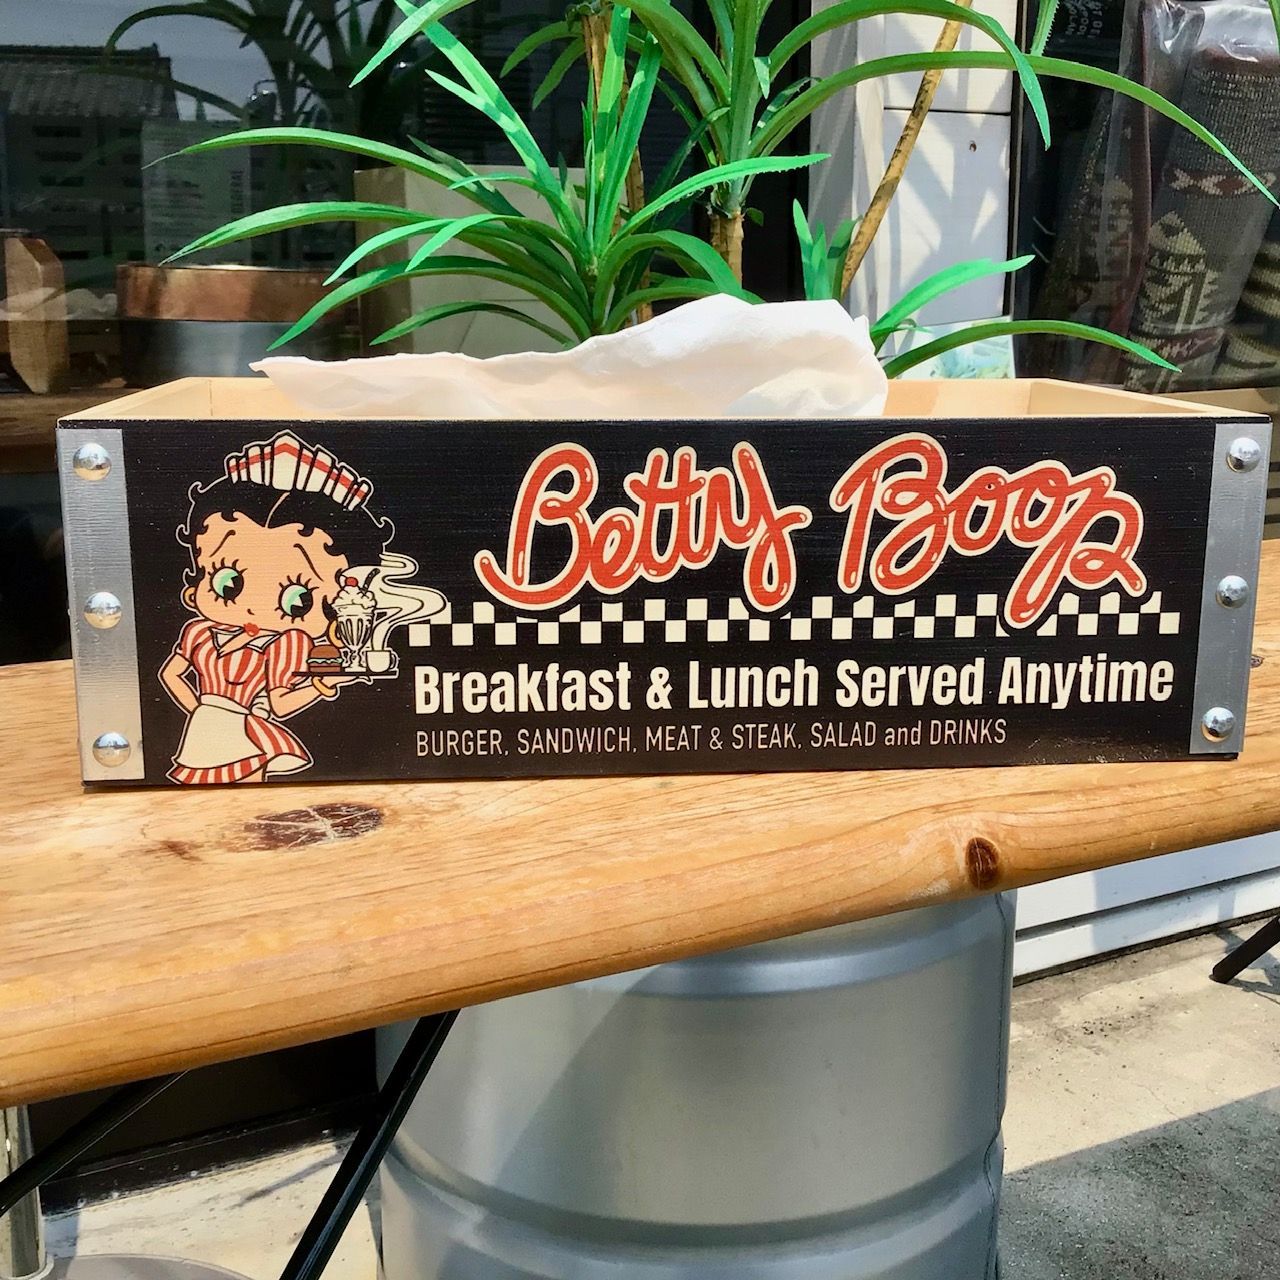 Betty Boop
Breakfast & Lunch Served Anytime
BURGER, SANDWICH, MEAT & STEAK, SALAD and DRINKS